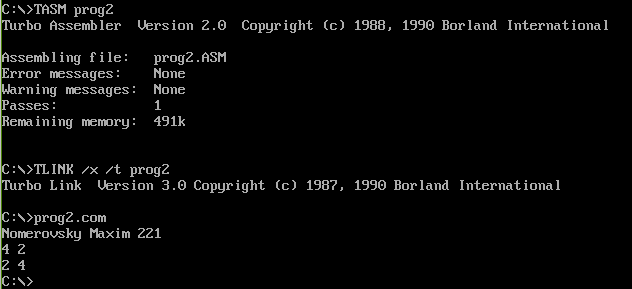 C:\>TASM prog2
Turbo Assembler  Version 2.0  Copyright (c) 1988, 1990 Borland International
Assembling file:   prog2.ASM
Error messages:    None
Warning messages:  None
Passes:            1
Remaining memory:  491k
C:\>TLINK /x /t prog2
Turbo Link  Version 3.0 Copyright (c) 1987, 1990 Borland International
C:\>prog2.com
Nomerovsky Maxim 221
4 2
2 4
C:\>